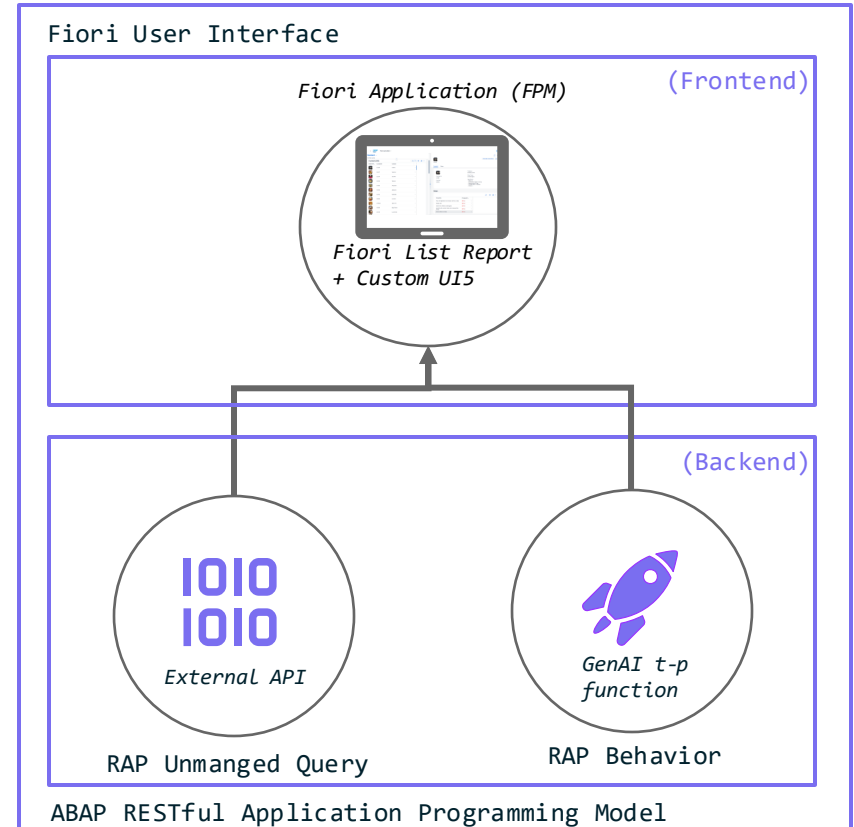 Fiori User Interface
(Frontend)
Fiori Application (FPM)
Fiori List Report
+ Custom UI5
(Backend)
1010
1010
External API
GenAI t-p
function
RAP Unmanged Query
RAP Behavior
ABAP RESTful Application Programming Model